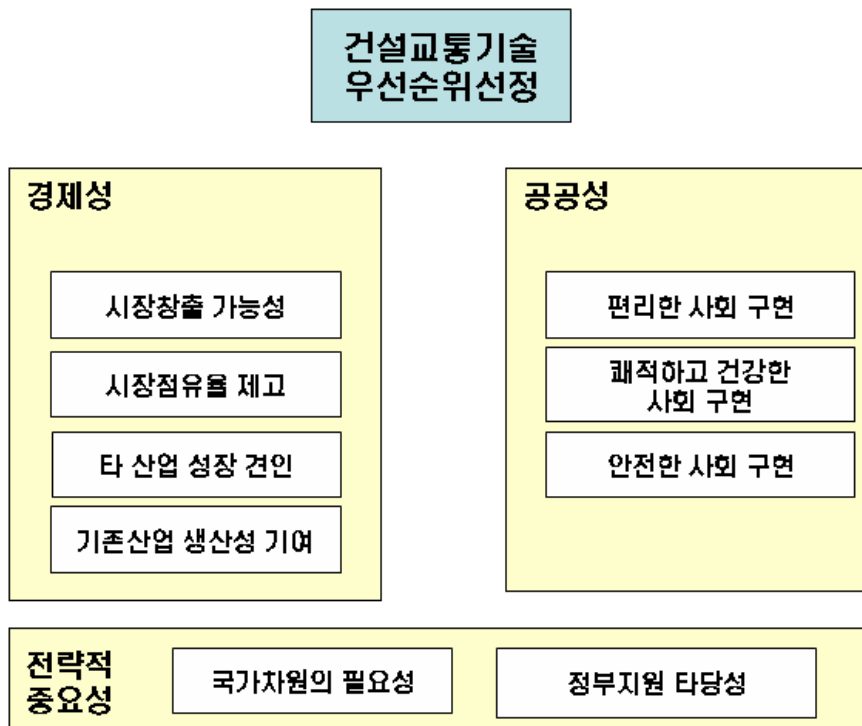 건설교통기술
우선순위선정
경제성
시장창출 가능성
시장점유율 제고
타 산업 성장 견인
기존산업 생산성 기여
공공성
편리한 사회 구현
쾌적하고 건강한
사회 구현
안전한 사회 구현
전략적
중요성
국가차원의 필요성
정부지원 타당성